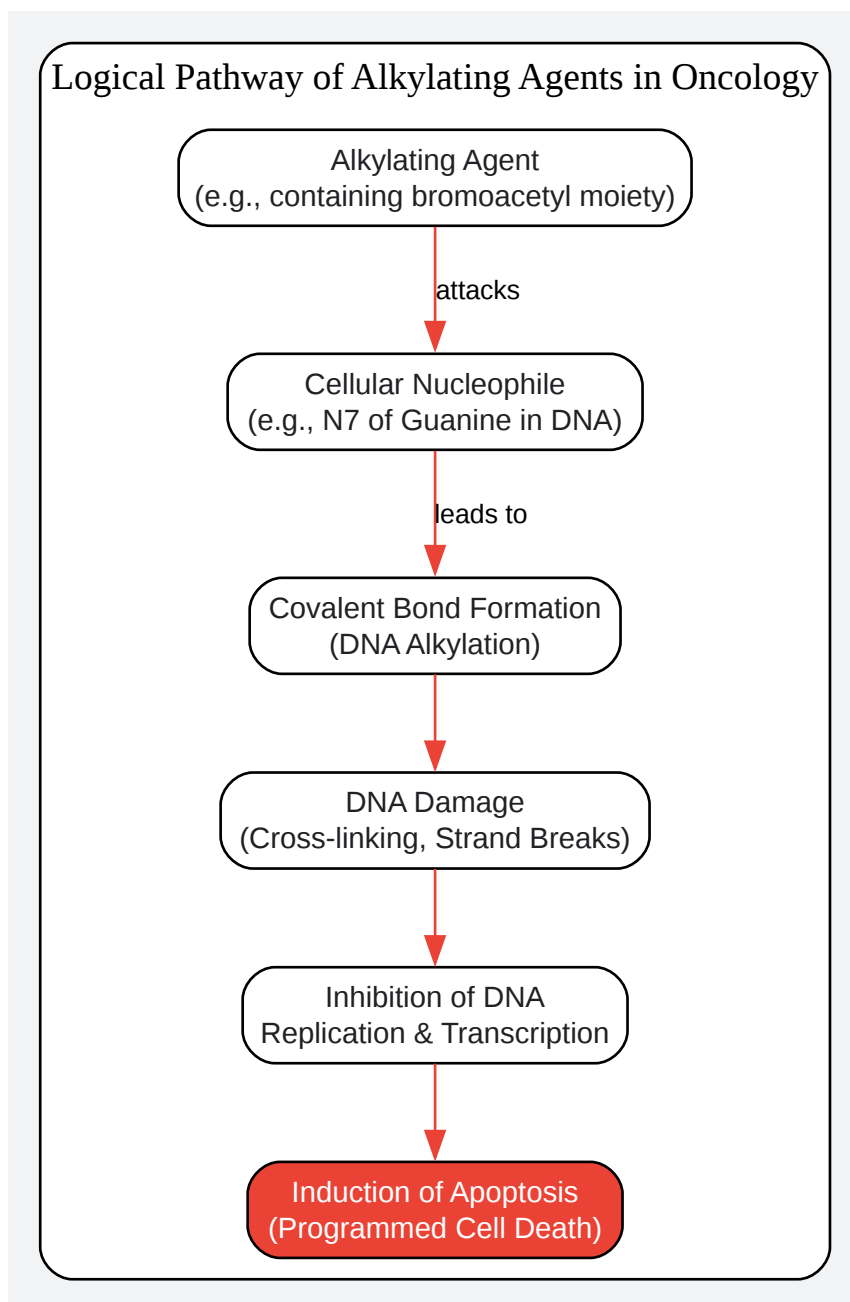 Logical Pathway of Alkylating Agents in Oncology
Alkylating Agent
(e.g., containing bromoacetyl moiety)
attacks
Cellular Nucleophile
(e.g., N7 of Guanine in DNA)
leads to
Covalent Bond Formation
(DNA Alkylation)
DNA Damage
(Cross-linking, Strand Breaks)
Inhibition of DNA
Replication & Transcription
Induction of Apoptosis
(Programmed Cell Death)